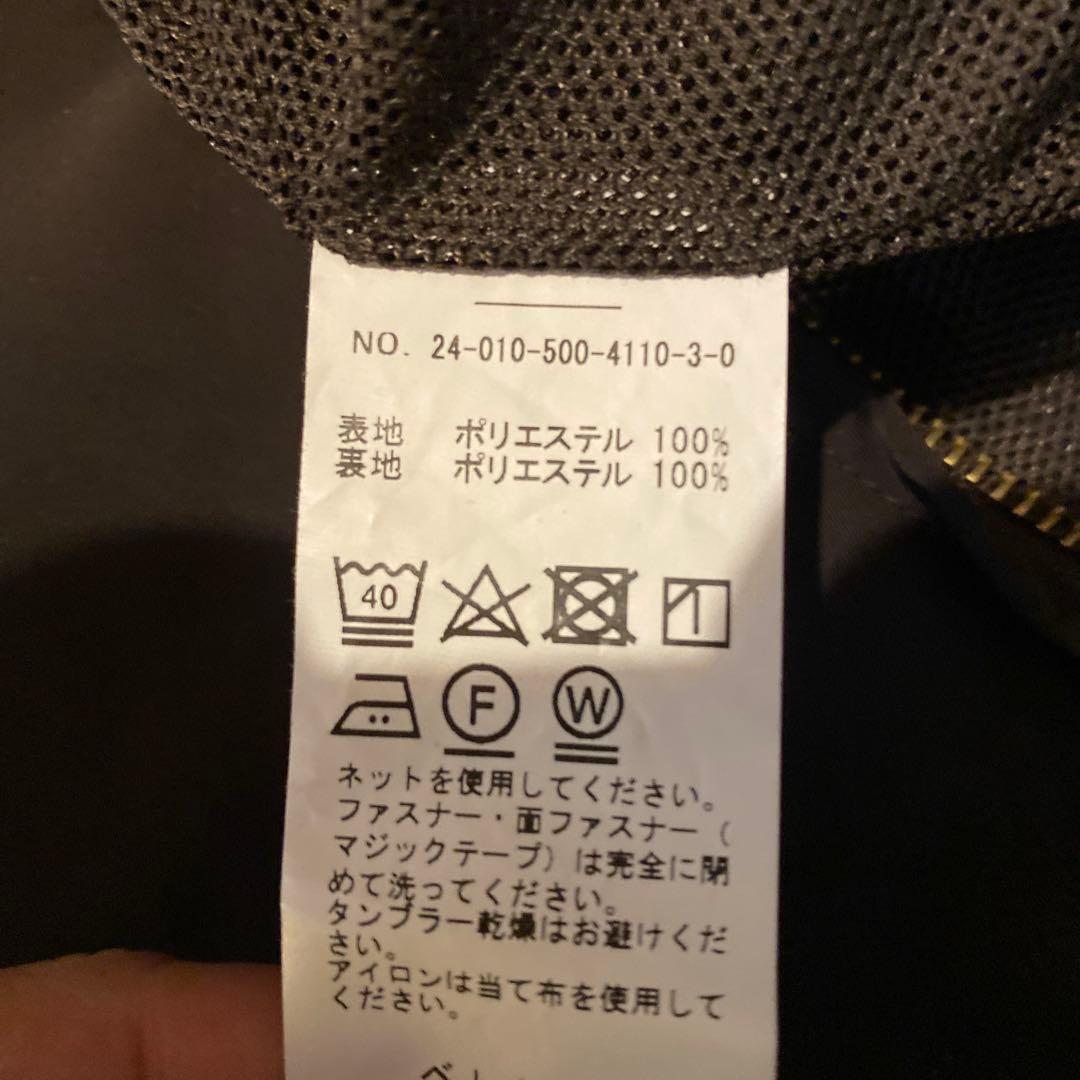 NO. 24-010-500-4110-3-0
表地 ポリエステル 100%
裏地 ポリエステル 100%
40
F W
ネットを使用してください。
ファスナー・面ファスナー（
マジックテープ）は完全に閉
めて洗ってください。
タンブラー乾燥はお避けくだ
さい。
アイロンは当て布を使用して
ください。